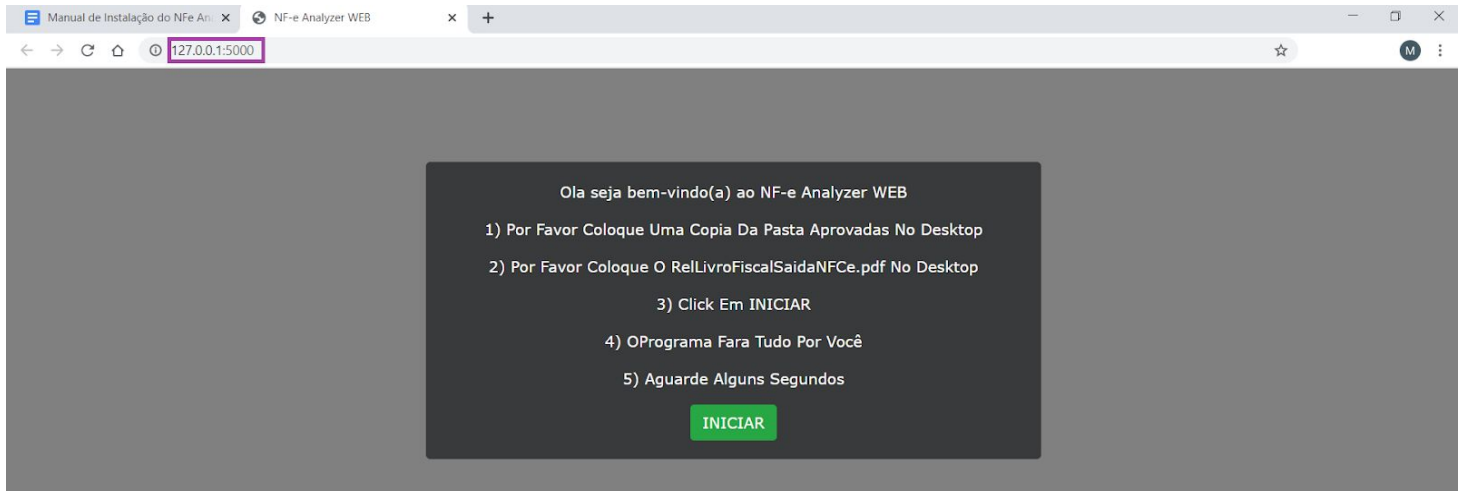 Manual de Instalação do NFe An
NF-e Analyzer WEB
127.0.0.1:5000
M
Ola seja bem-vindo(a) ao NF-e Analyzer WEB
1) Por Favor Coloque Uma Copia Da Pasta Aprovadas No Desktop
2) Por Favor Coloque O RelLivroFiscalSaidaNFCe.pdf No Desktop
3) Click Em INICIAR
4) OPrograma Fara Tudo Por Você
5) Aguarde Alguns Segundos
INICIAR